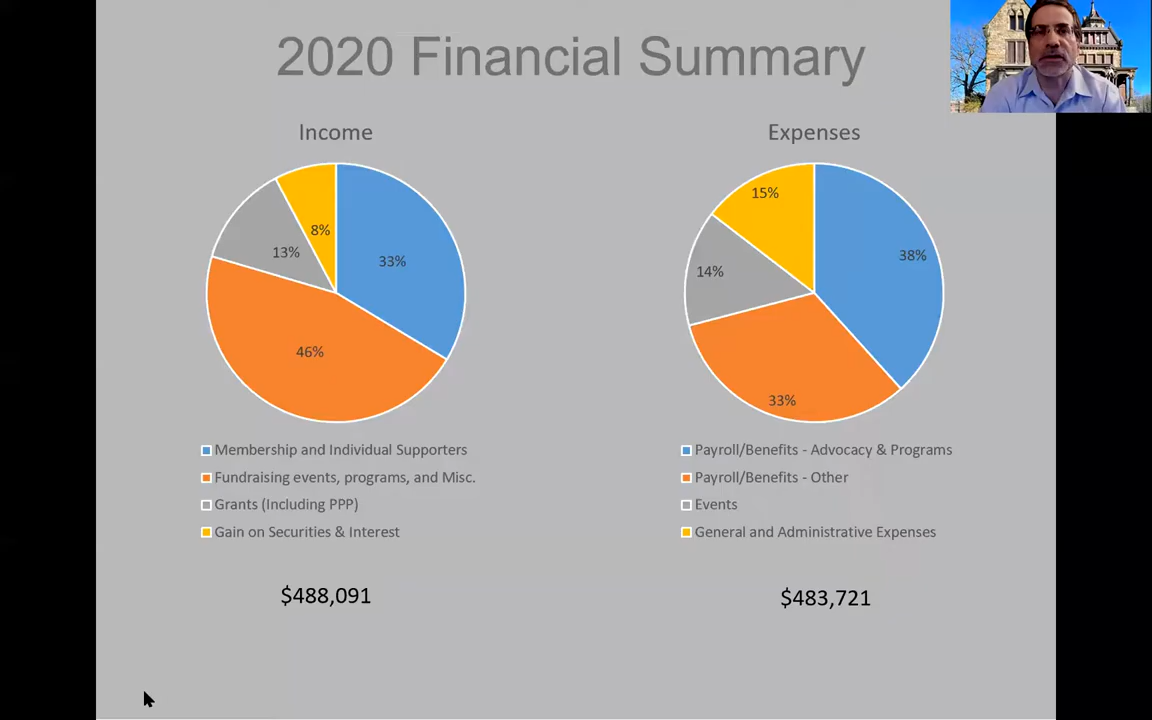 2020 Financial Summary
Income
8%
13%
33%
46%
Membership and Individual Supporters
Fundraising events, programs, and Misc.
Grants (Including PPP)
Gain on Securities & Interest
$488,091
Expenses
15%
38%
14%
33%
Payroll/Benefits - Advocacy & Programs
Payroll/Benefits - Other
Events
General and Administrative Expenses
$483,721